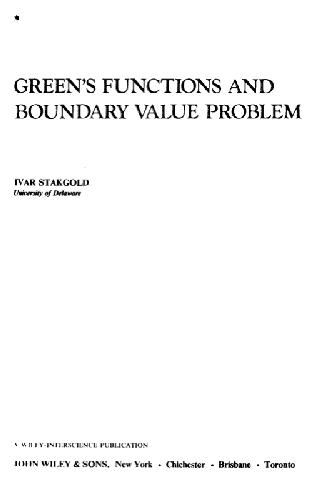 GREEN'S FUNCTIONS AND
BOUNDARY VALUE PROBLEM
IVAR STAKGOLD
University of Delaware
A WILEY-INTERSCIENCE PUBLICATION
JOHN WILEY & SONS, New York - Chichester - Brisbane - Toronto